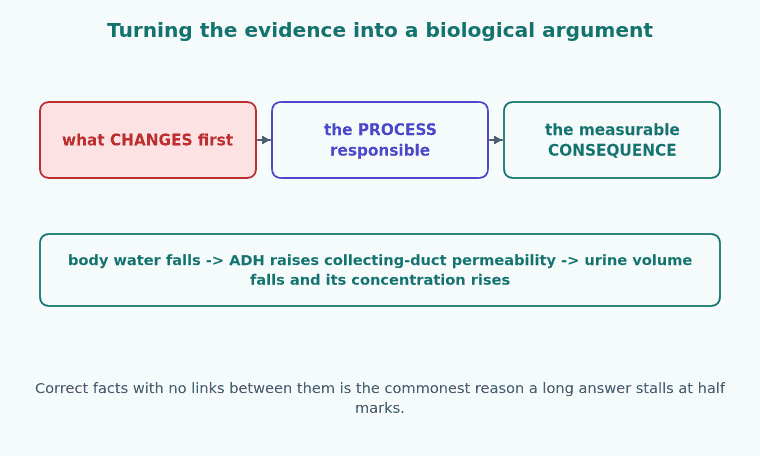 Turning the evidence into a biological argument
what CHANGES first
the PROCESS
responsible
the measurable
CONSEQUENCE
body water falls -> ADH raises collecting-duct permeability -> urine volume
falls and its concentration rises
Correct facts with no links between them is the commonest reason a long answer stalls at half
marks.